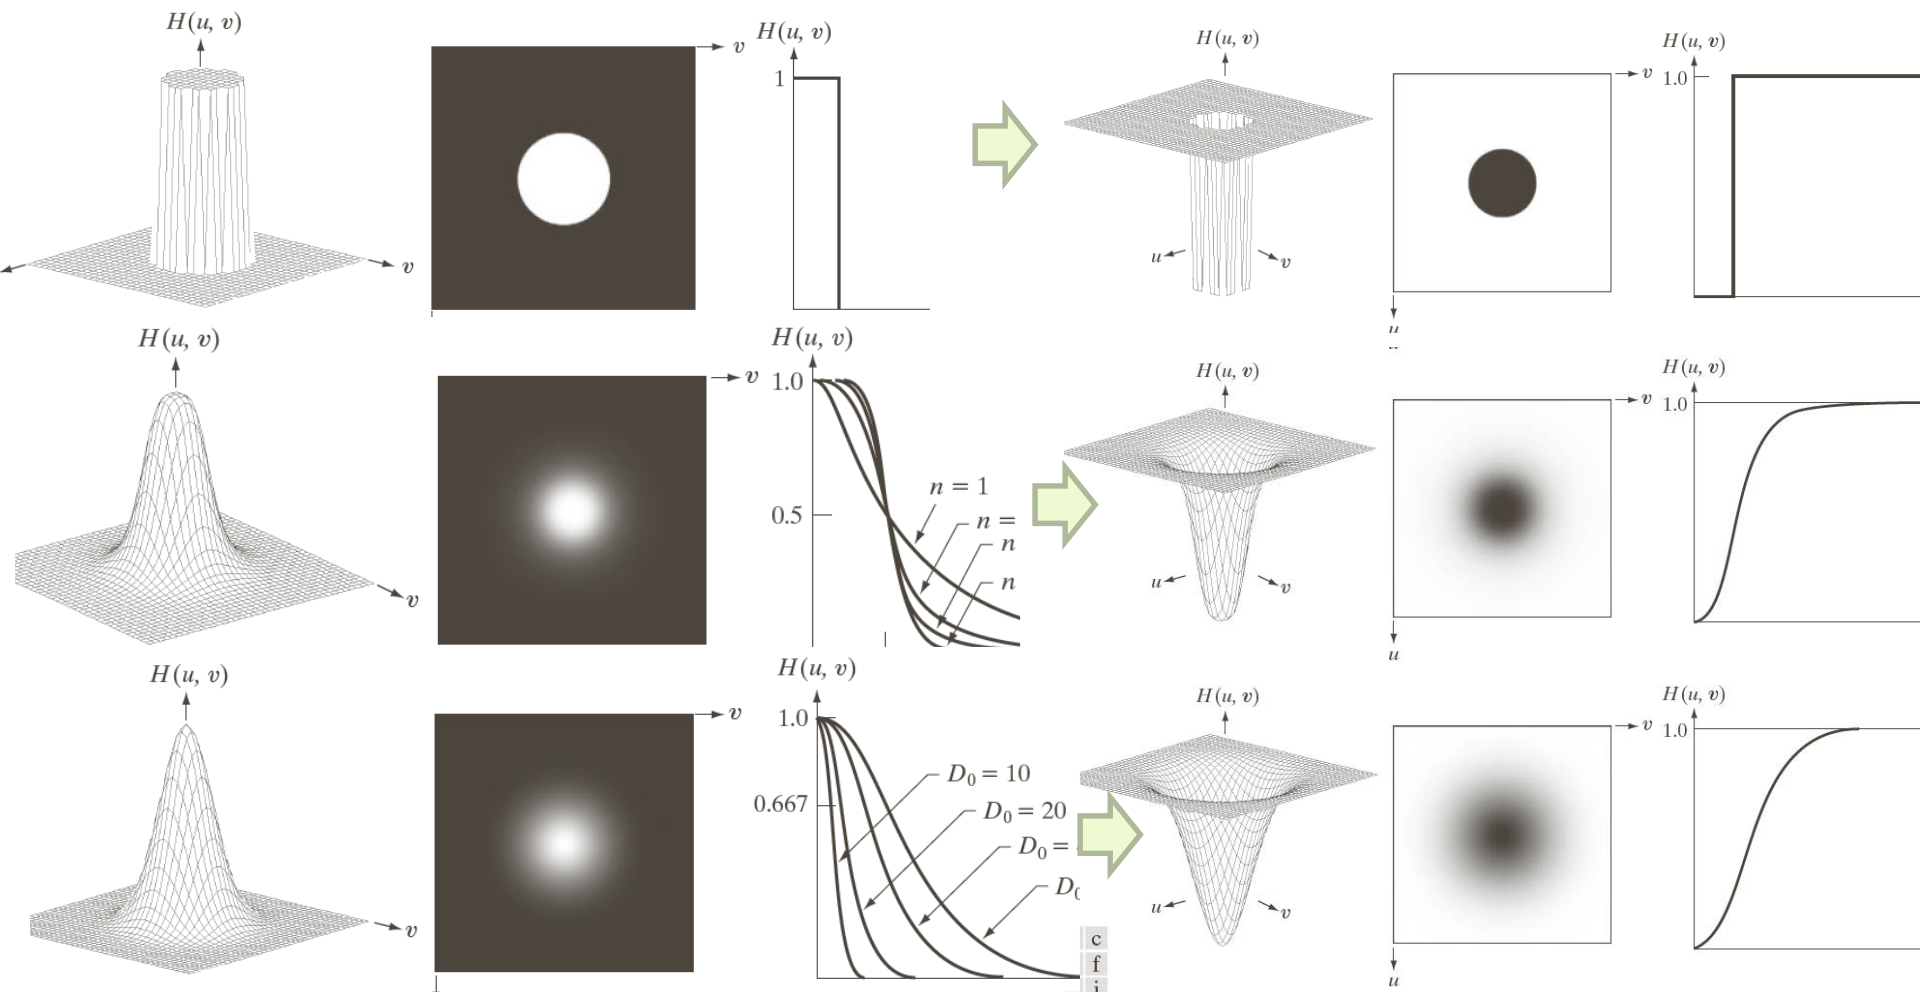 H(u, v)
v
v
H(u, v)
1
H(u, v)
u
v
v
u
H(u, v)
1.0
H(u, v)
v
v
H(u, v)
1.0
0.5
n = 1
n =
n
n
H(u, v)
u
v
v
u
H(u, v)
1.0
H(u, v)
v
v
H(u, v)
1.0
0.667
D0 = 10
D0 = 20
D0 =
D0
c
f
i
H(u, v)
u
v
v
u
H(u, v)
1.0